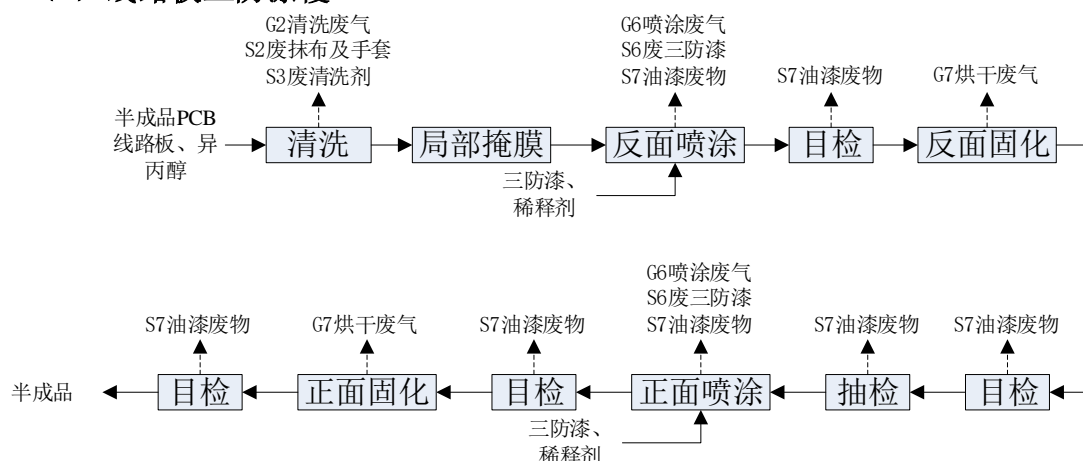 G2清洗废气
S2废抹布及手套
S3废清洗剂
G6喷涂废气
S6废三防漆
S7油漆废物
S7油漆废物
G7烘干废气
半成品PCB
线路板、异
丙醇
清洗
局部掩膜
反面喷涂
目检
反面固化
三防漆、
稀释剂
G6喷涂废气
S6废三防漆
S7油漆废物
G7烘干废气
S7油漆废物
S7油漆废物
S7油漆废物
S7油漆废物
半成品
目检
正面固化
目检
正面喷涂
抽检
目检
三防漆、
稀释剂